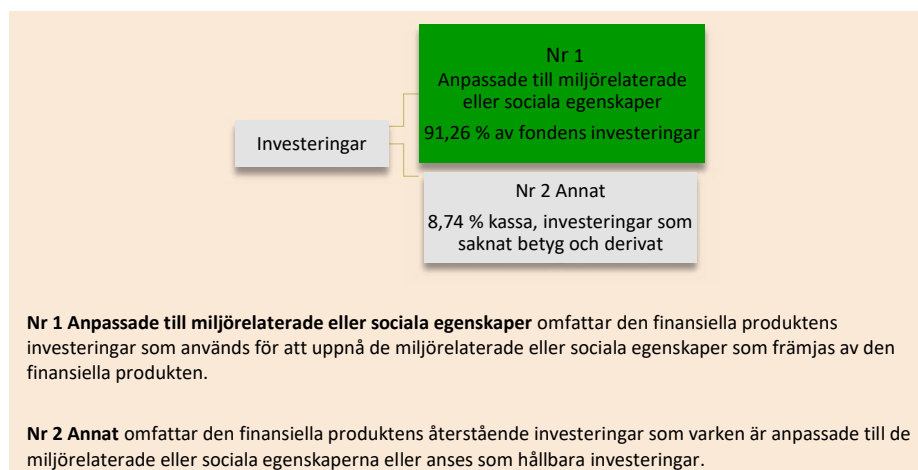 Nr 1
Anpassade till miljörelaterade
eller sociala egenskaper
91,26 % av fondens investeringar
Investeringar
Nr 2 Annat
8,74 % kassa, investeringar som
saknat betyg och derivat
Nr 1 Anpassade till miljörelaterade eller sociala egenskaper omfattar den finansiella produktens
investeringar som används för att uppnå de miljörelaterade eller sociala egenskaper som främjas av den
finansiella produkten.
Nr 2 Annat omfattar den finansiella produktens återstående investeringar som varken är anpassade till de
miljörelaterade eller sociala egenskaperna eller anses som hållbara investeringar.